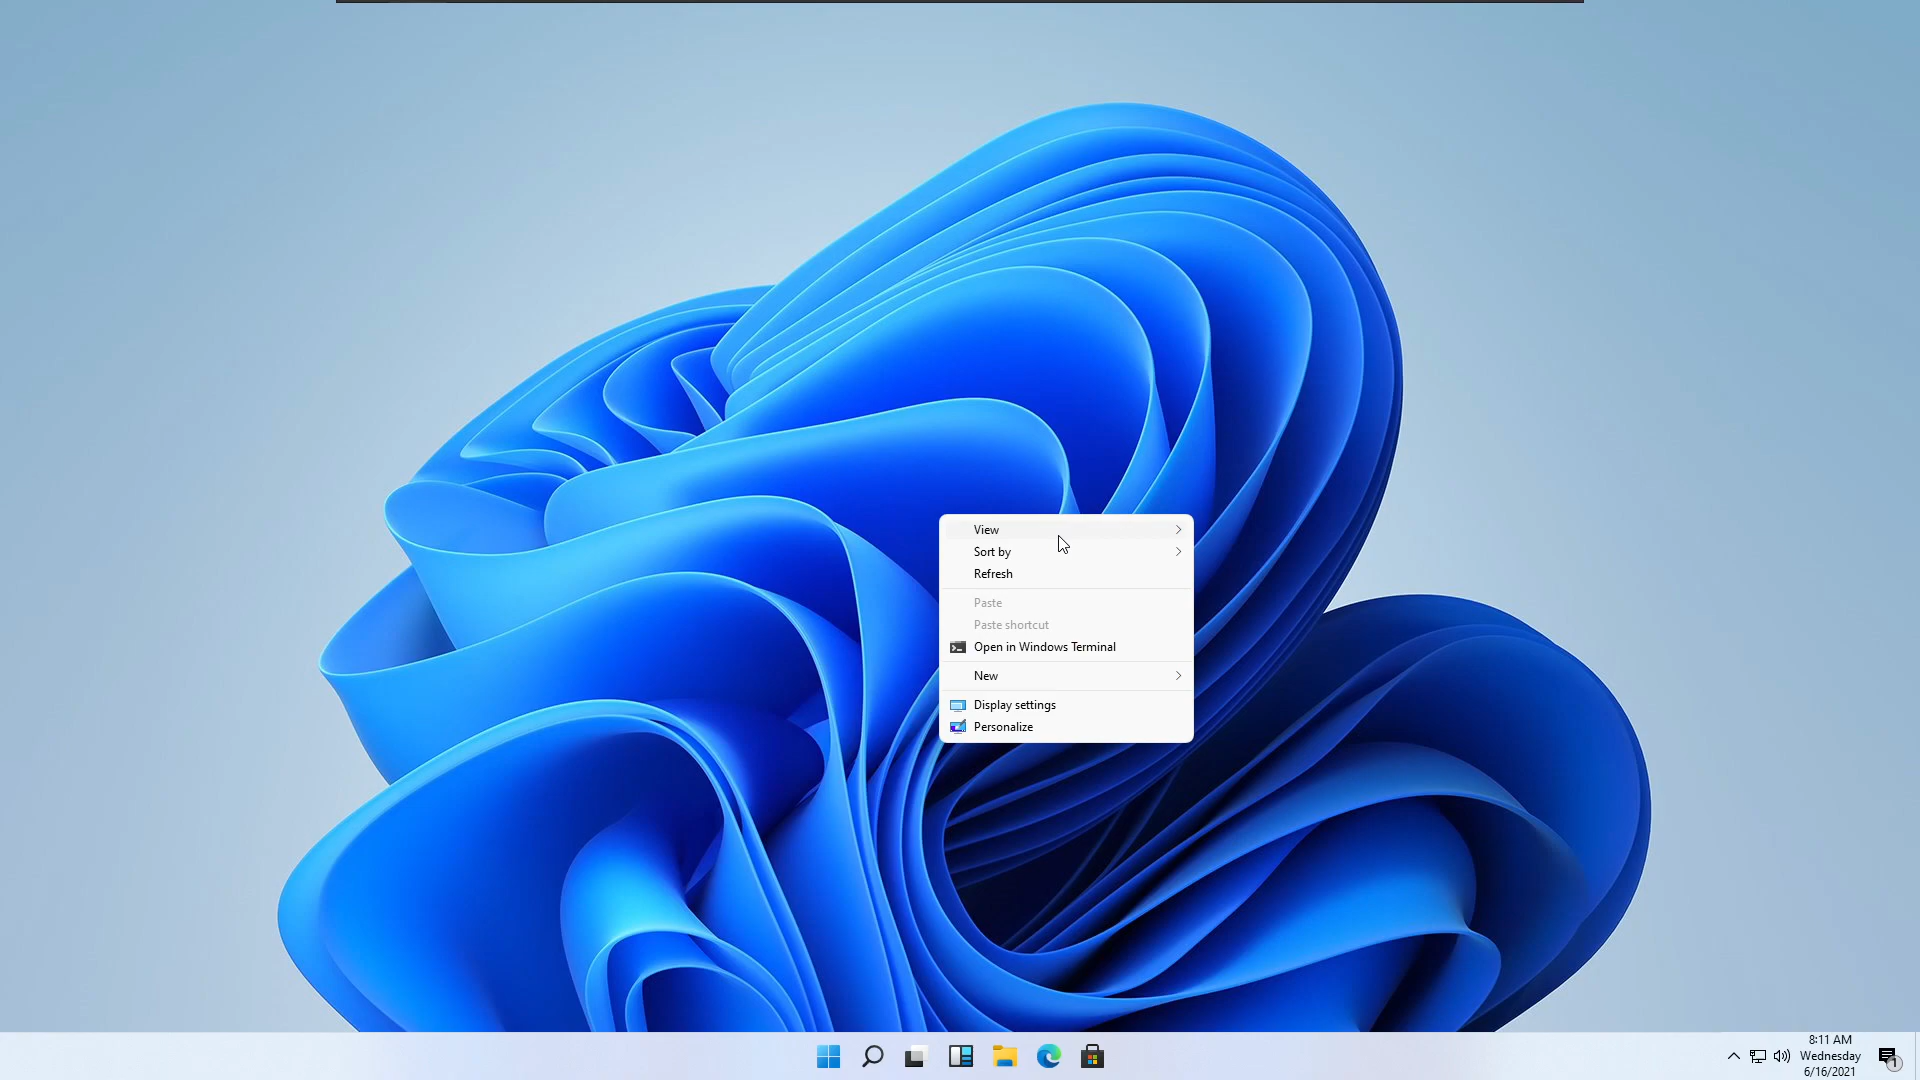 View
Sort by
Refresh
Paste
Paste shortcut
Open in Windows Terminal
New
Display settings
Personalize
8:11 AM
Wednesday
6/16/2021
1